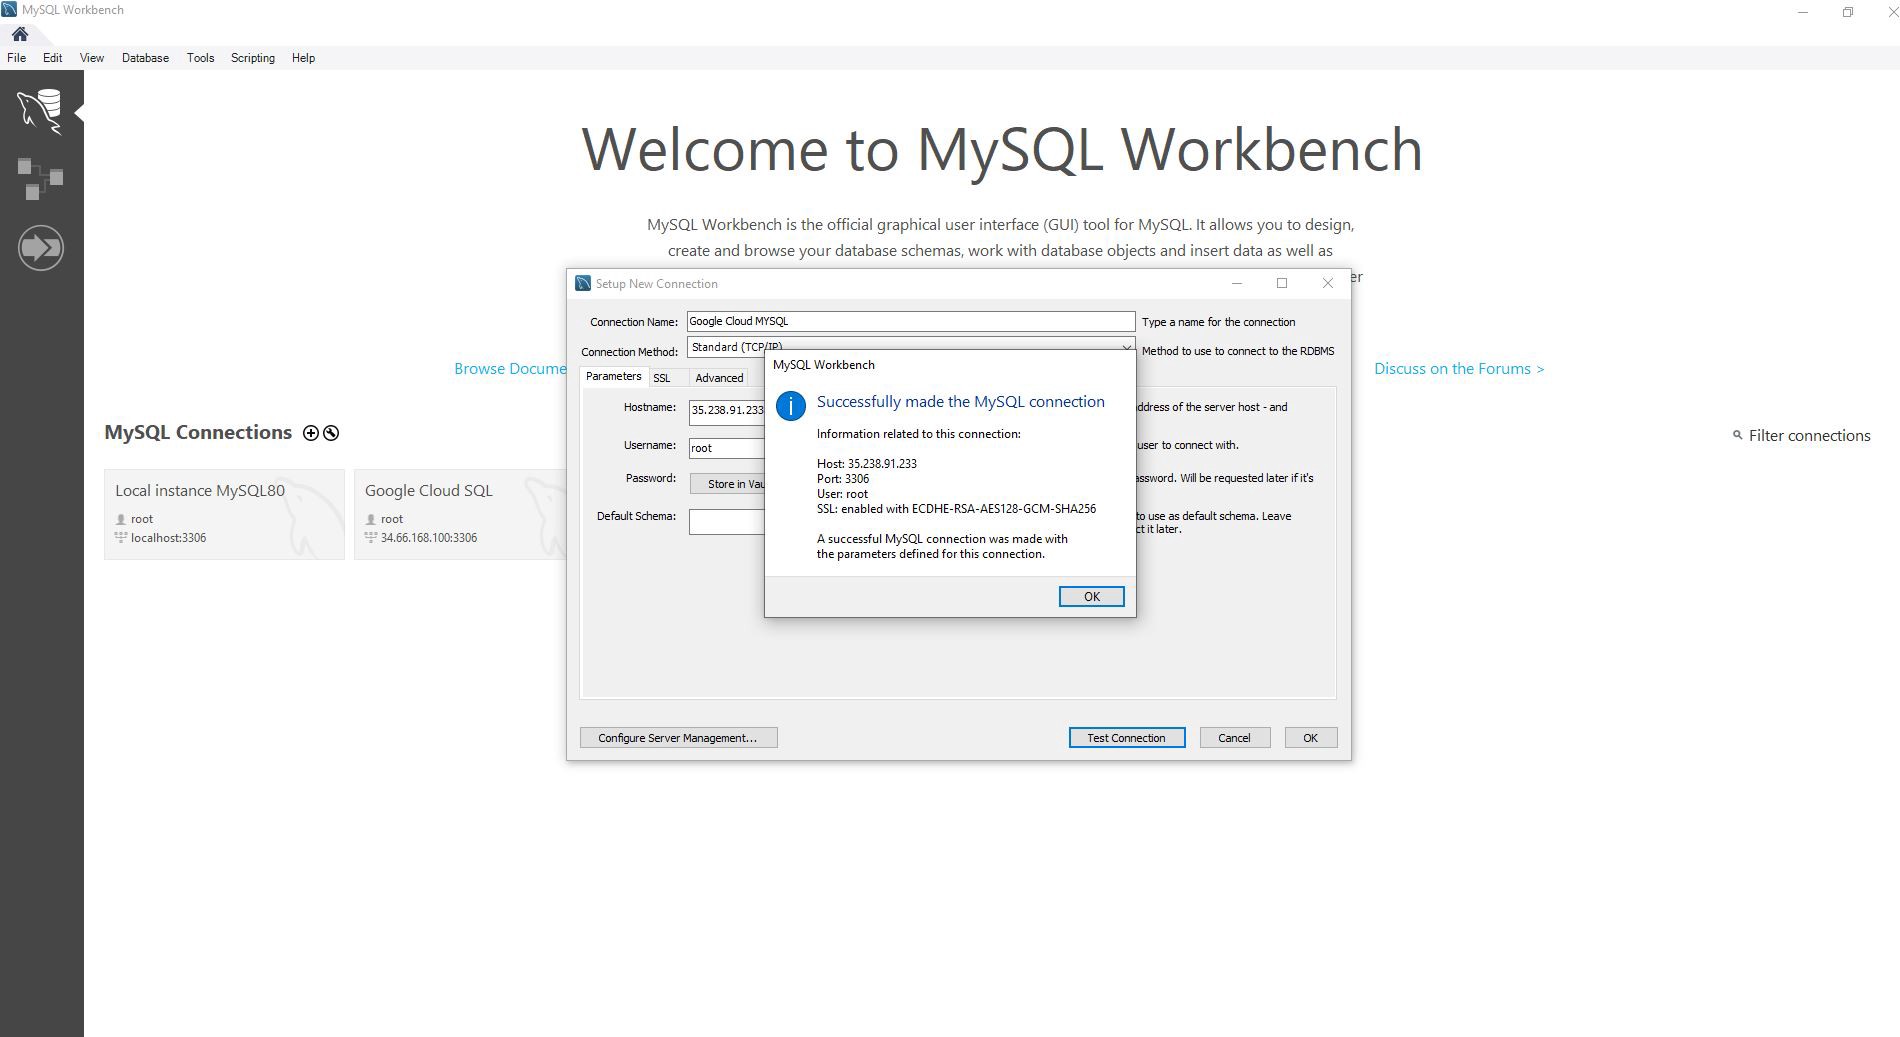 MySQL Workbench
File Edit View Database Tools Scripting Help
Welcome to MySQL Workbench
MySQL Workbench is the official graphical user interface (GUI) tool for MySQL. It allows you to design,
create and browse your database schemas, work with database objects and insert data as well as
er
Browse Docume
Discuss on the Forums >
MySQL Connections
Filter connections
Local instance MySQL80
root
localhost:3306
Google Cloud SQL
root
34.66.168.100:3306
Setup New Connection
Connection Name: Google Cloud MYSQL Type a name for the connection
Connection Method: Standard (TCP/IP) Method to use to connect to the RDBMS
Parameters SSL Advanced
Hostname: 35.238.91.233 ddress of the server host - and
Username: root user to connect with.
Password: Store in Vau ssword. Will be requested later if it's
Default Schema: to use as default schema. Leave
ct it later.
MySQL Workbench
Successfully made the MySQL connection
Information related to this connection:
Host: 35.238.91.233
Port: 3306
User: root
SSL: enabled with ECDHE-RSA-AES128-GCM-SHA256
A successful MySQL connection was made with
the parameters defined for this connection.
OK
Configure Server Management... Test Connection Cancel OK